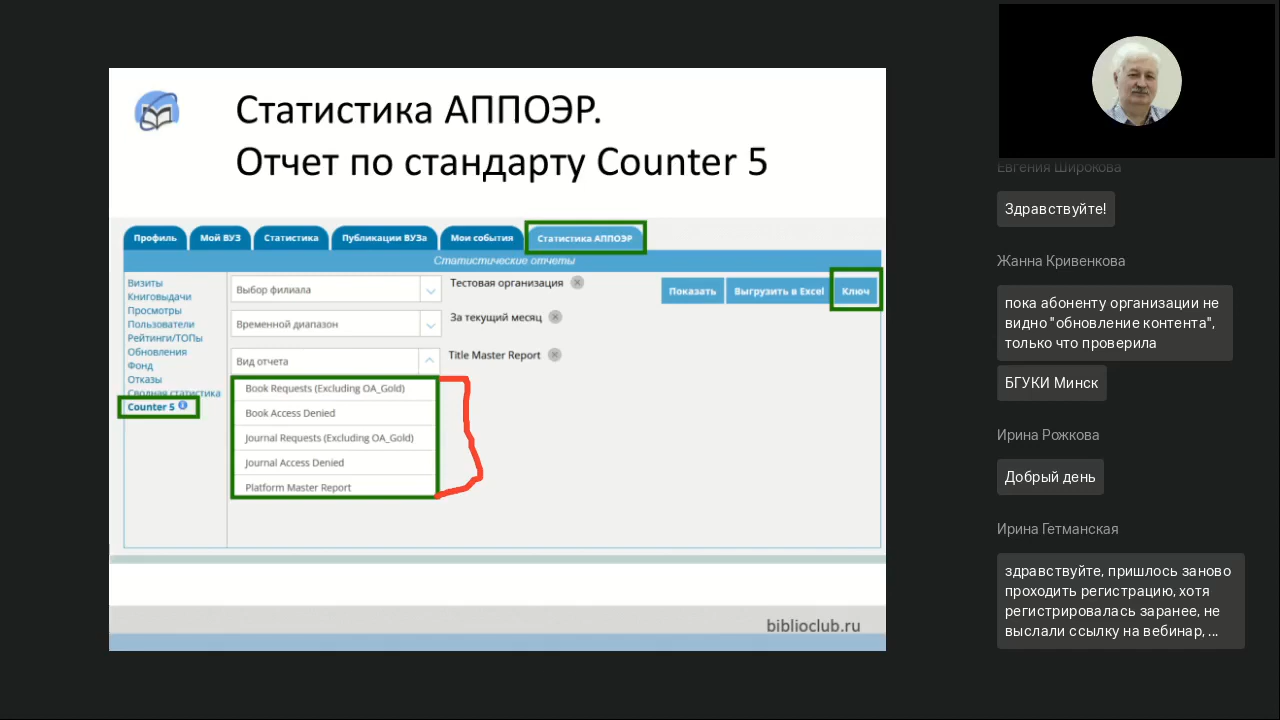 Статистика АППОЭР.
Отчет по стандарту Counter 5
Профиль
Мой ВУЗ
Статистика
Публикации ВУЗа
Мои события
Статистика АППОЭР
Статистические отчеты
Визиты
Книговыдачи
Просмотры
Пользователи
Рейтинги/ТОПы
Обновления
Фонд
Отказы
Сводная статистика
Counter 5
Выбор филиала
Тестовая организация
Временной диапазон
За текущий месяц
Вид отчета
Title Master Report
Book Requests (Excluding OA_Gold)
Book Access Denied
Journal Requests (Excluding OA_Gold)
Journal Access Denied
Platform Master Report
Показать
Выгрузить в Excel
Ключ
biblioclub.ru
Евгения Широкова
Здравствуйте!
Жанна Кривенкова
пока абоненту организации не
видно "обновление контента",
только что проверила
БГУКИ Минск
Ирина Рожкова
Добрый день
Ирина Гетманская
здравствуйте, пришлось заново
проходить регистрацию, хотя
регистрировалась заранее, не
выслали ссылку на вебинар, ...